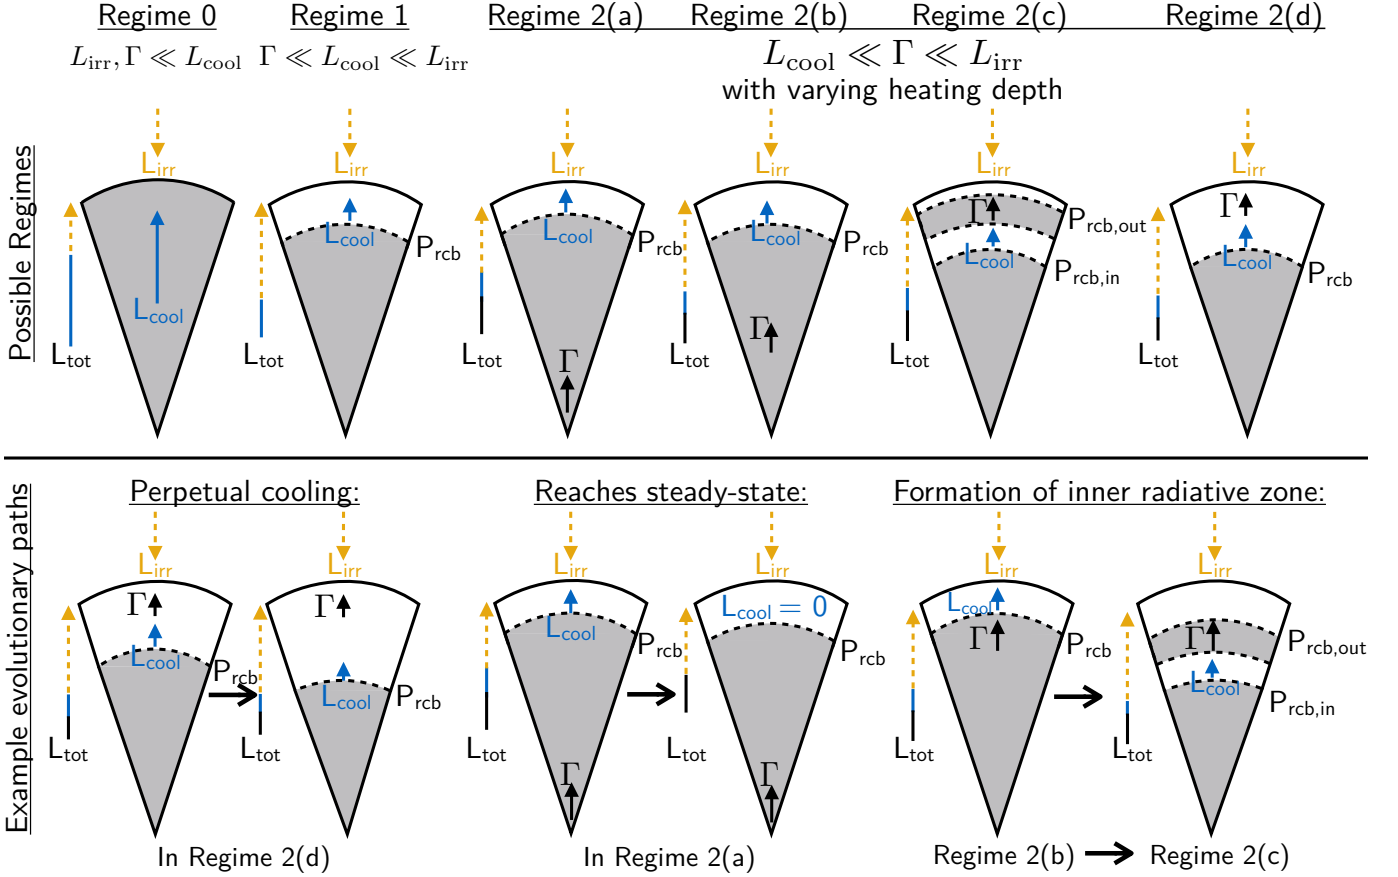 Regime 0 Regime 1 Regime 2(a) Regime 2(b) Regime 2(c) Regime 2(d)
L_irr, Γ ≪ L_cool Γ ≪ L_cool ≪ L_irr L_cool ≪ Γ ≪ L_irr
with varying heating depth
Possible Regimes
L_irr L_irr L_irr L_irr L_irr L_irr
L_cool L_tot
L_cool P_rcb L_tot
L_cool P_rcb Γ L_tot
L_cool P_rcb Γ L_tot
Γ P_rcb,out L_cool P_rcb,in L_tot
Γ L_cool P_rcb L_tot
Example evolutionary paths
Perpetual cooling: Reaches steady-state: Formation of inner radiative zone:
L_irr L_irr L_irr L_irr L_irr L_irr
Γ L_cool P_rcb L_tot
Γ L_cool P_rcb L_tot
L_cool P_rcb Γ L_tot
L_cool = 0 P_rcb Γ L_tot
L_cool Γ P_rcb L_tot
Γ P_rcb,out L_cool P_rcb,in L_tot
In Regime 2(d) In Regime 2(a) Regime 2(b) → Regime 2(c)